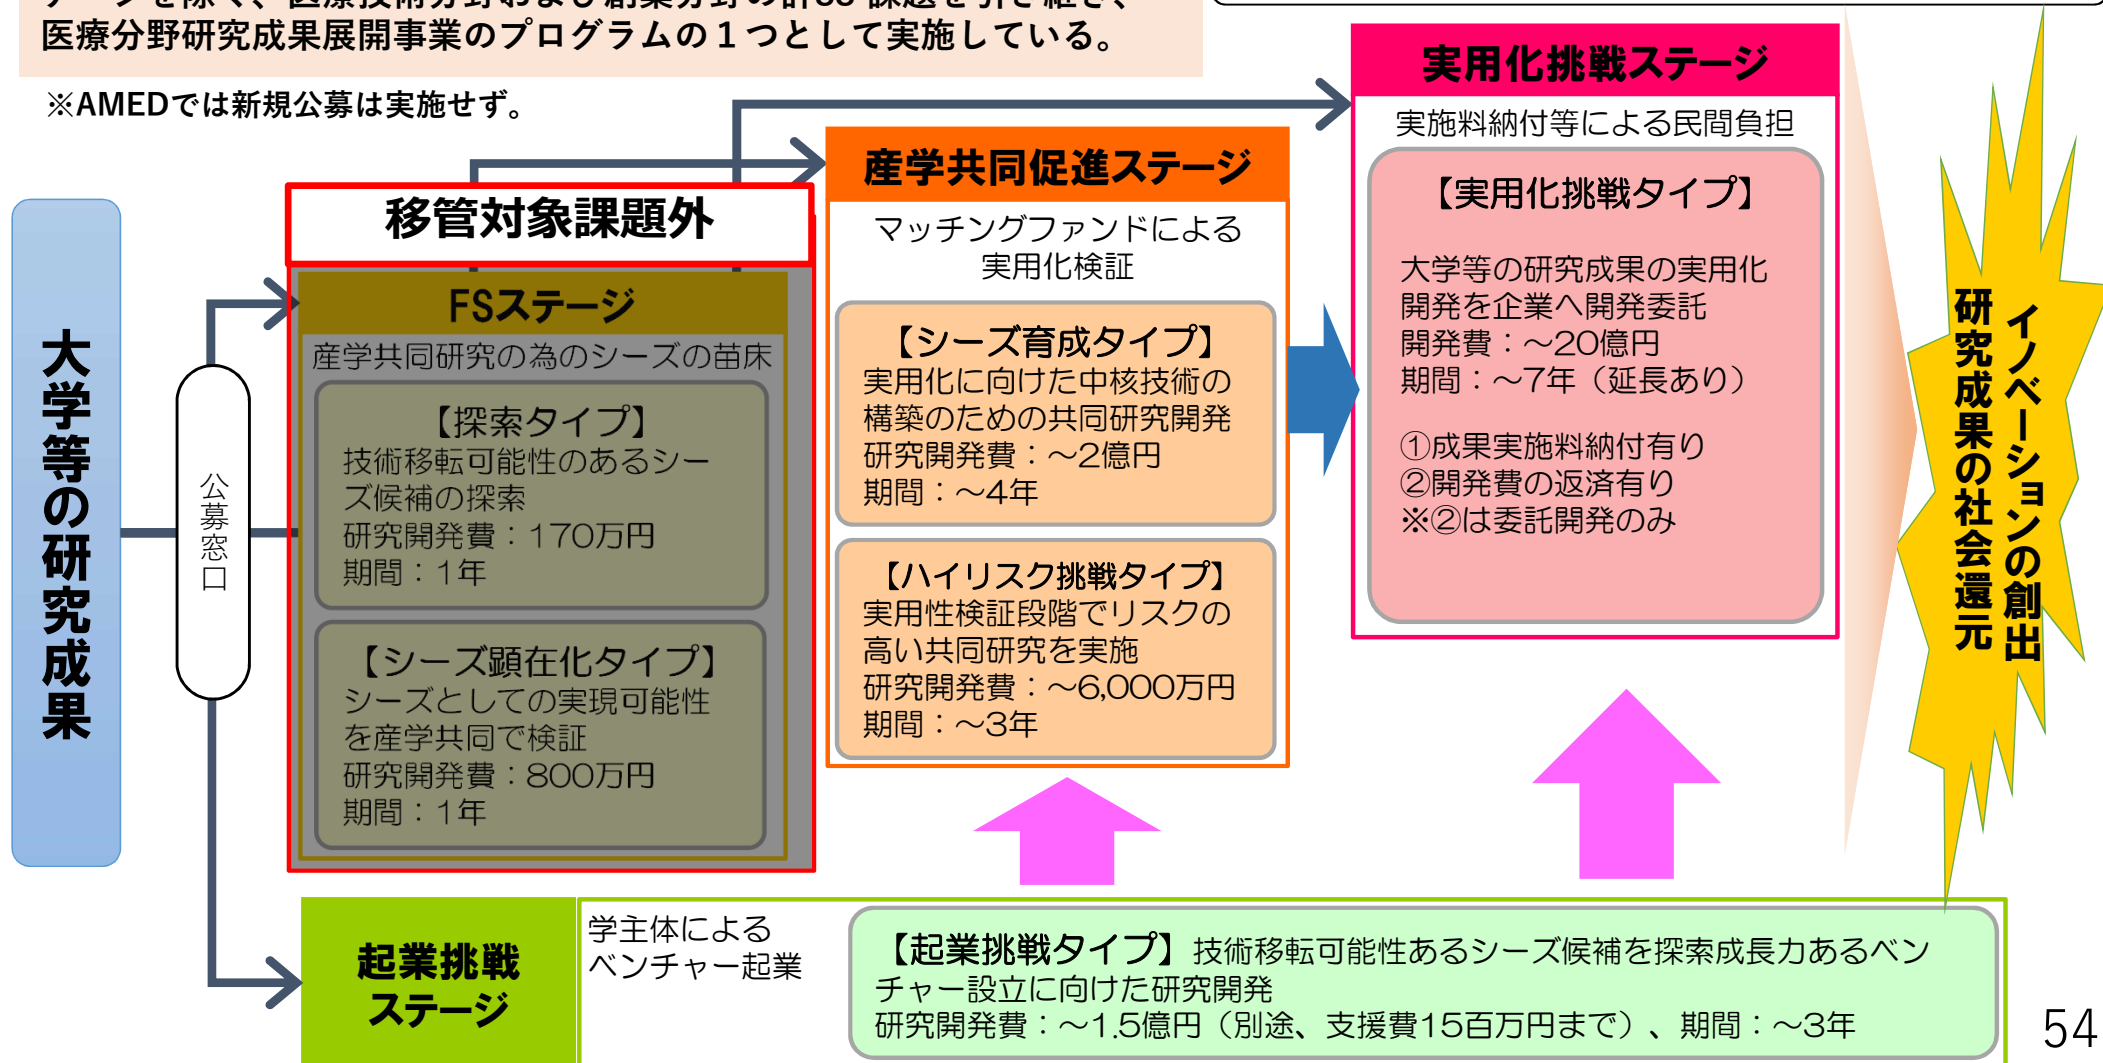 医療分野研究成果展開事業のプログラムの１つとして実施している。
※AMEDでは新規公募は実施せず。
大学等の研究成果
公募窓口
移管対象課題外
FSステージ
産学共同研究の為のシーズの苗床
【探索タイプ】
技術移転可能性のあるシー
ズ候補の探索
研究開発費：170万円
期間：1年
【シーズ顕在化タイプ】
シーズとしての実現可能性
を産学共同で検証
研究開発費：800万円
期間：1年
産学共同促進ステージ
マッチングファンドによる
実用化検証
【シーズ育成タイプ】
実用化に向けた中核技術の
構築のための共同研究開発
研究開発費：～2億円
期間：～4年
【ハイリスク挑戦タイプ】
実用性検証段階でリスクの
高い共同研究を実施
研究開発費：～6,000万円
期間：～3年
実用化挑戦ステージ
実施料納付等による民間負担
【実用化挑戦タイプ】
大学等の研究成果の実用化
開発を企業へ開発委託
開発費：～20億円
期間：～7年（延長あり）
①成果実施料納付有り
②開発費の返済有り
※②は委託開発のみ
イノベーションの創出
研究成果の社会還元
起業挑戦
ステージ
学主体による
ベンチャー起業
【起業挑戦タイプ】技術移転可能性あるシーズ候補を探索成長力あるベン
チャー設立に向けた研究開発
研究開発費：～1.5億円（別途、支援費15百万円まで）、期間：～3年
54